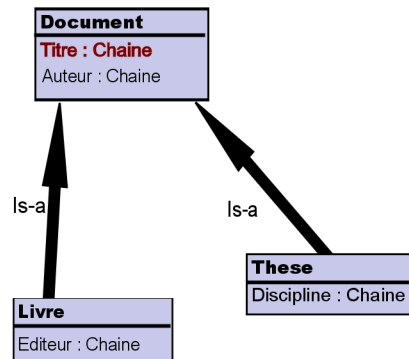 Document
Titre : Chaine
Auteur : Chaine
Is-a
Is-a
These
Discipline : Chaine
Livre
Editeur : Chaine